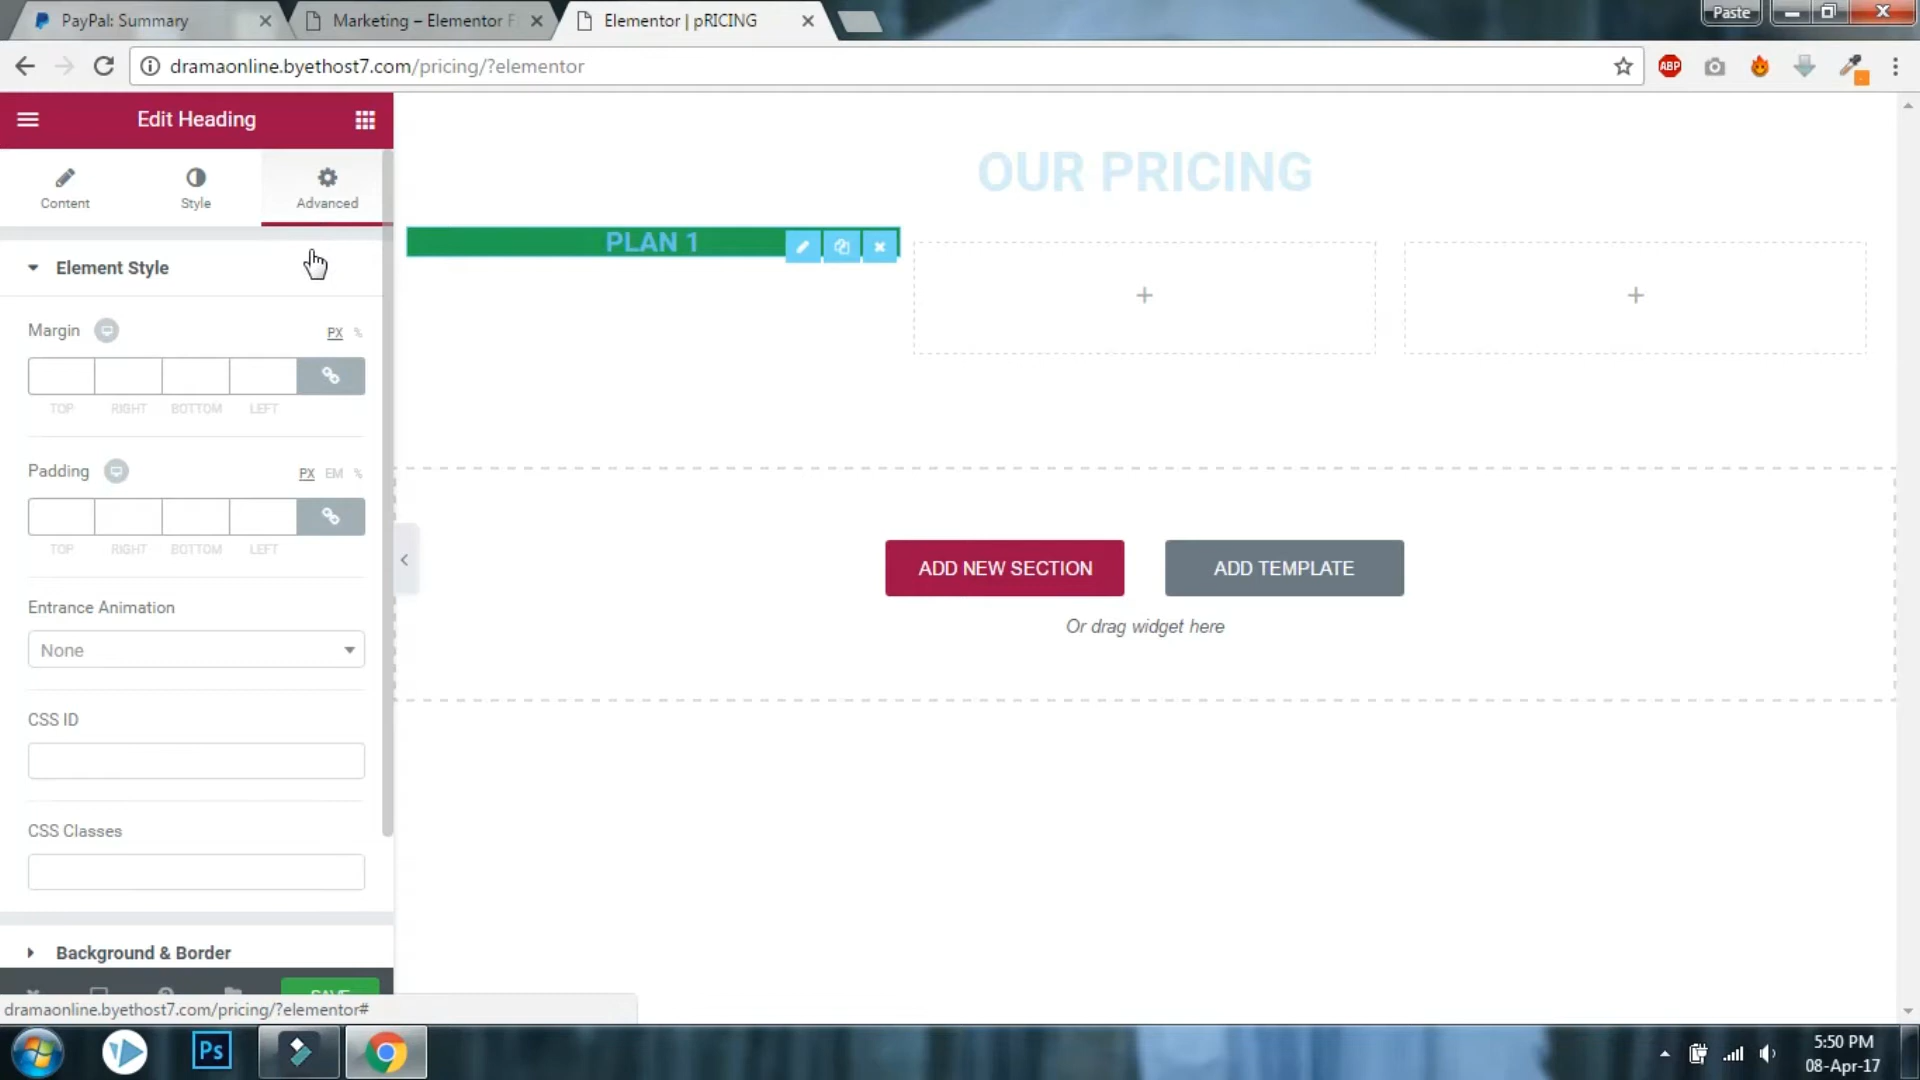 PayPal: Summary
Marketing – Elementor F
Elementor | pRICING
Paste
dramaonline.byethost7.com/pricing/?elementor
ABP
Edit Heading
Content
Style
Advanced
OUR PRICING
PLAN 1
Element Style
Margin
PX %
TOP RIGHT BOTTOM LEFT
Padding
PX EM %
TOP RIGHT BOTTOM LEFT
Entrance Animation
None
CSS ID
CSS Classes
Background & Border
SAVE
ADD NEW SECTION
ADD TEMPLATE
Or drag widget here
dramaonline.byethost7.com/pricing/?elementor#
Ps
5:50 PM
08-Apr-17